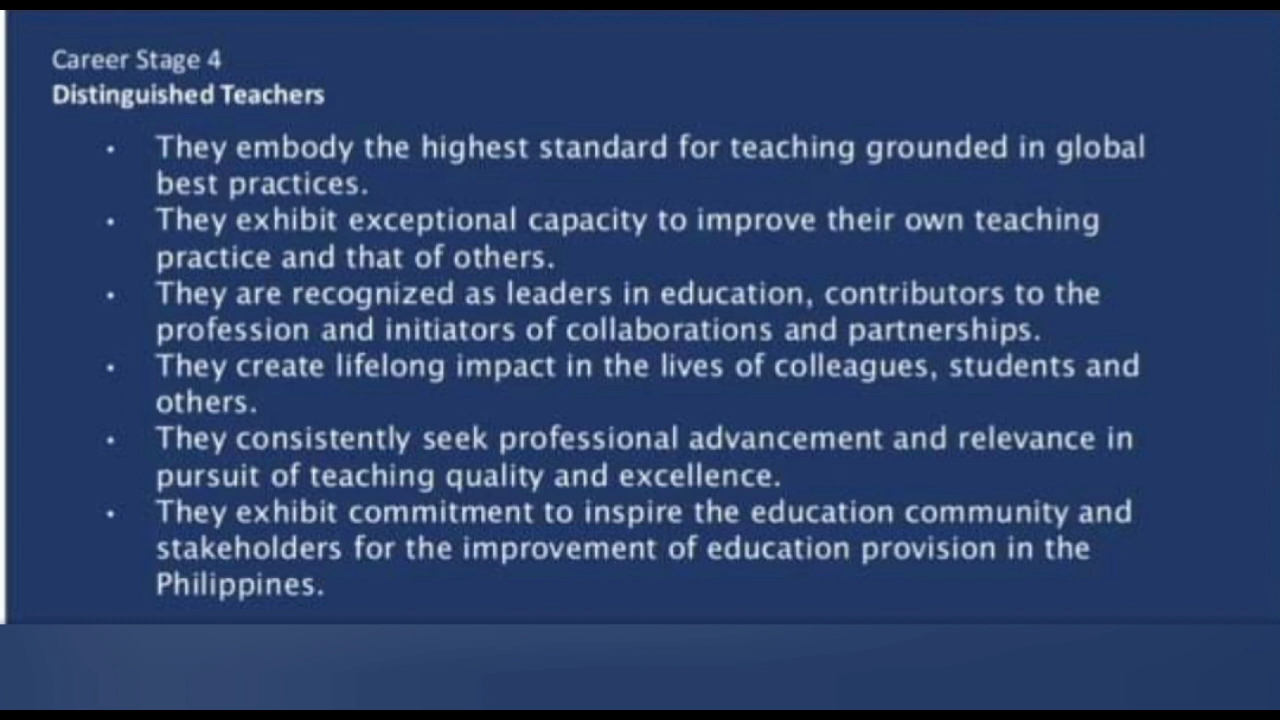 Career Stage 4
Distinguished Teachers
• They embody the highest standard for teaching grounded in global
best practices.
• They exhibit exceptional capacity to improve their own teaching
practice and that of others.
• They are recognized as leaders in education, contributors to the
profession and initiators of collaborations and partnerships.
• They create lifelong impact in the lives of colleagues, students and
others.
• They consistently seek professional advancement and relevance in
pursuit of teaching quality and excellence.
• They exhibit commitment to inspire the education community and
stakeholders for the improvement of education provision in the
Philippines.